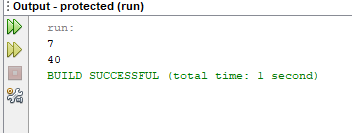 Output - protected (run)
run:
7
40
BUILD SUCCESSFUL (total time: 1 second)